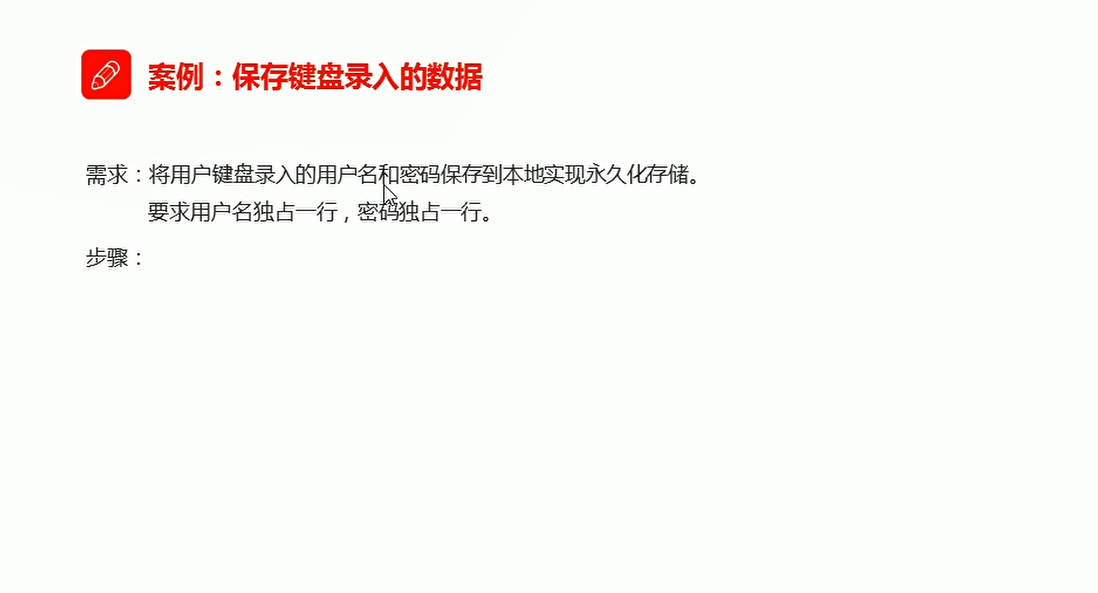 案例：保存键盘录入的数据
需求：将用户键盘录入的用户名和密码保存到本地实现永久化存储。
要求用户名独占一行，密码独占一行。
步骤：